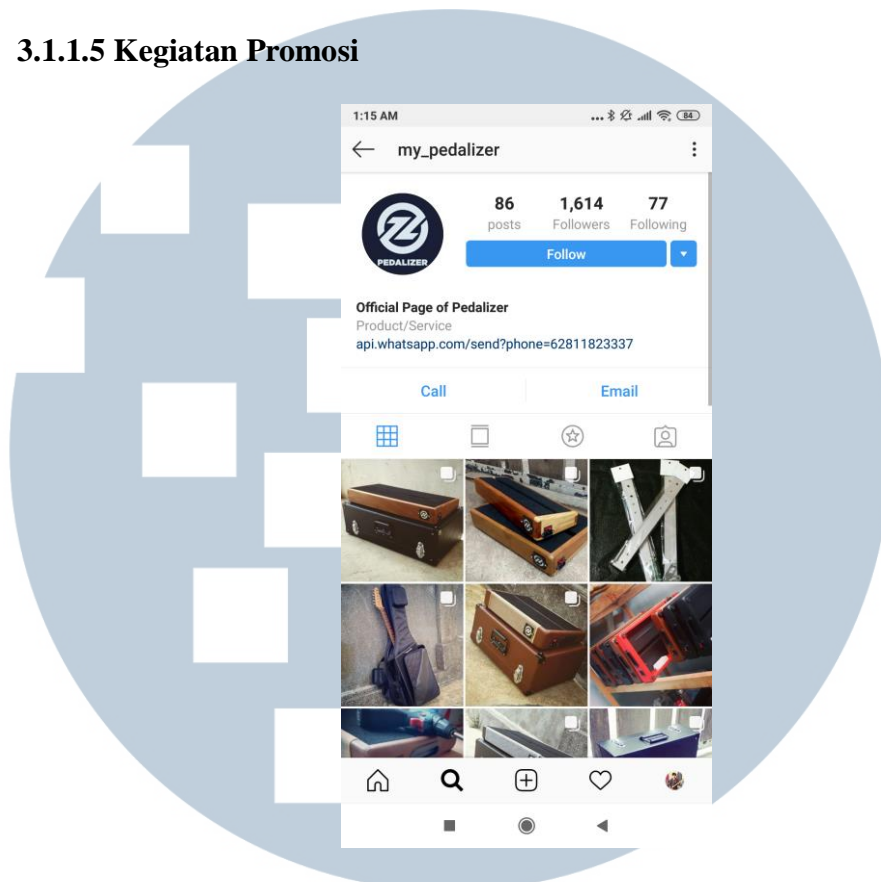 3.1.1.5 Kegiatan Promosi
1:15 AM
84
my_pedalizer
86 1,614 77
posts Followers Following
PEDALIZER
Follow
Official Page of Pedalizer
Product/Service
api.whatsapp.com/send?phone=62811823337
Call Email